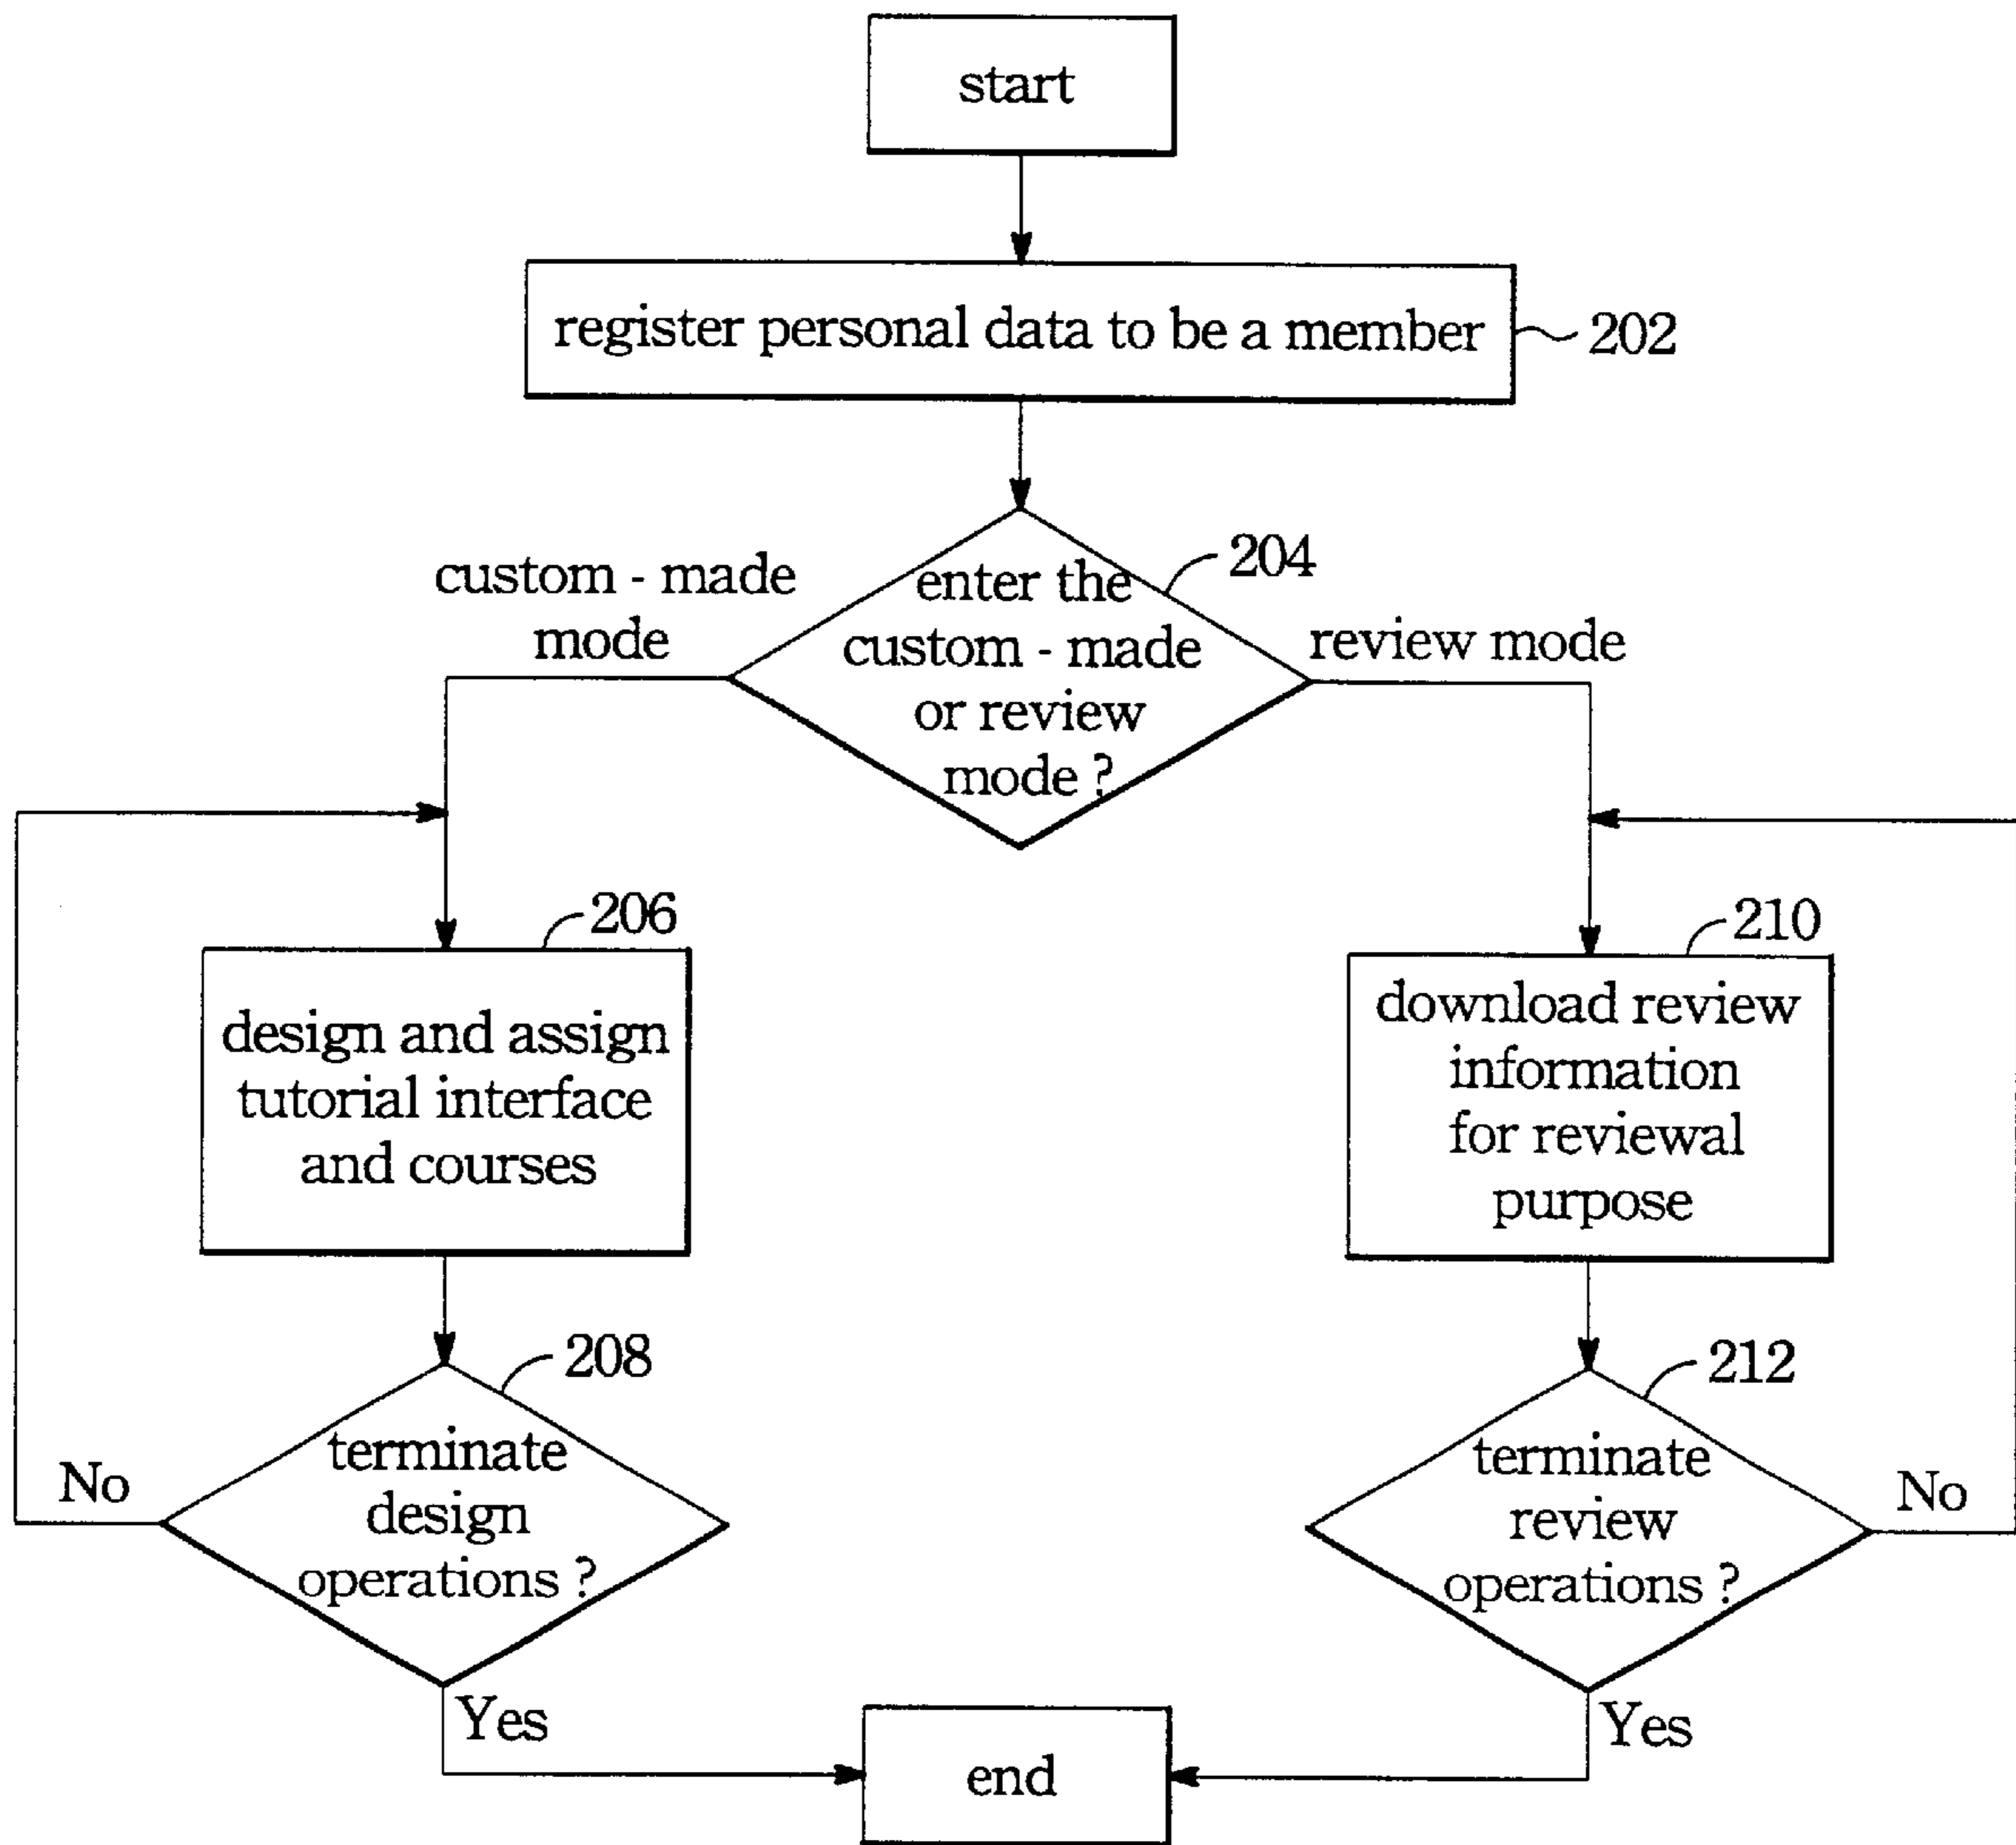 start
register personal data to be a member
202
204
custom - made
mode
enter the
custom - made
or review
mode ?
review mode
206
design and assign
tutorial interface
and courses
210
download review
information
for reviewal
purpose
208
terminate
design
operations ?
No
Yes
212
terminate
review
operations ?
No
Yes
end